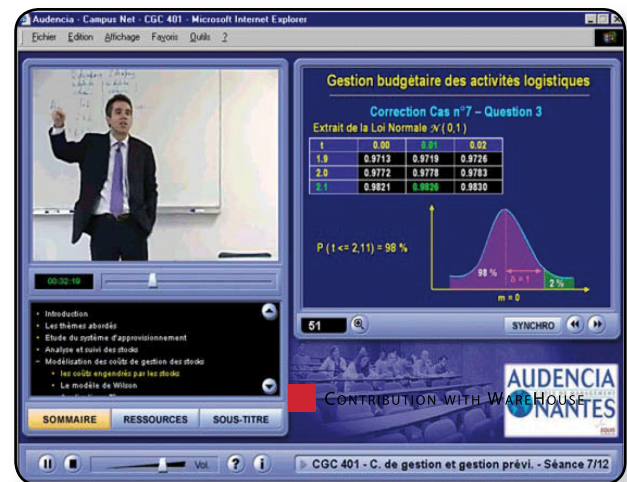 Audencia - Campus Net - CGC 401 - Microsoft Internet Explorer
Fichier Edition Affichage Favoris Outils ?
00:32:19
• Introduction
• Les thèmes abordés
• Etude du système d'approvisionnement
• Analyse et suivi des stocks
– Modélisation des coûts de gestion des stocks
• les coûts engendrés par les stocks
• Le modèle de Wilson
SOMMAIRE RESSOURCES SOUS-TITRE
Vol. ? i
Gestion budgétaire des activités logistiques
Correction Cas n°7 – Question 3
Extrait de la Loi Normale 𝒩 ( 0,1 )
t 0.00 0.01 0.02
1.9 0.9713 0.9719 0.9726
2.0 0.9772 0.9778 0.9783
2.1 0.9821 0.9826 0.9830
P ( t <= 2,11) = 98 %
98 % δ = 1 2 %
m = 0
51 SYNCHRO
CONTRIBUTION WITH WAREHOUSE
AUDENCIA
NANTES
CGC 401 - C. de gestion et gestion prévi. - Séance 7/12